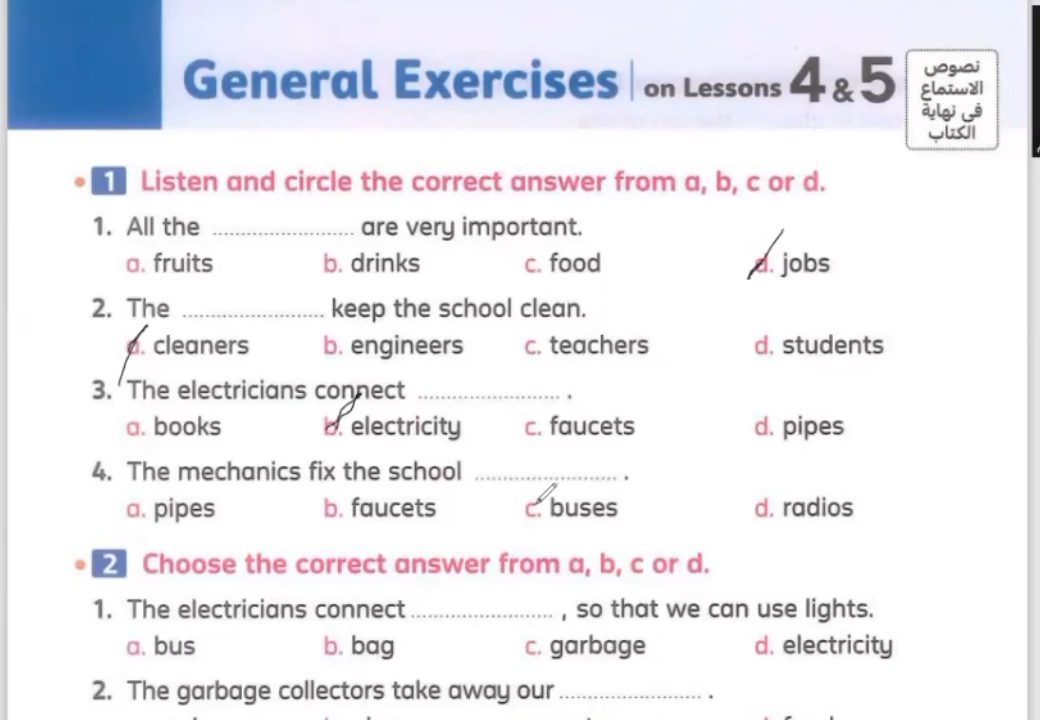 General Exercises on Lessons 4 & 5
نصوص
الاستماع
فى نهاية
الكتاب
1 Listen and circle the correct answer from a, b, c or d.
1. All the ........................ are very important.
a. fruits b. drinks c. food d. jobs
2. The ........................ keep the school clean.
a. cleaners b. engineers c. teachers d. students
3. The electricians connect ........................ .
a. books b. electricity c. faucets d. pipes
4. The mechanics fix the school ........................ .
a. pipes b. faucets c. buses d. radios
2 Choose the correct answer from a, b, c or d.
1. The electricians connect ........................ , so that we can use lights.
a. bus b. bag c. garbage d. electricity
2. The garbage collectors take away our ........................ .